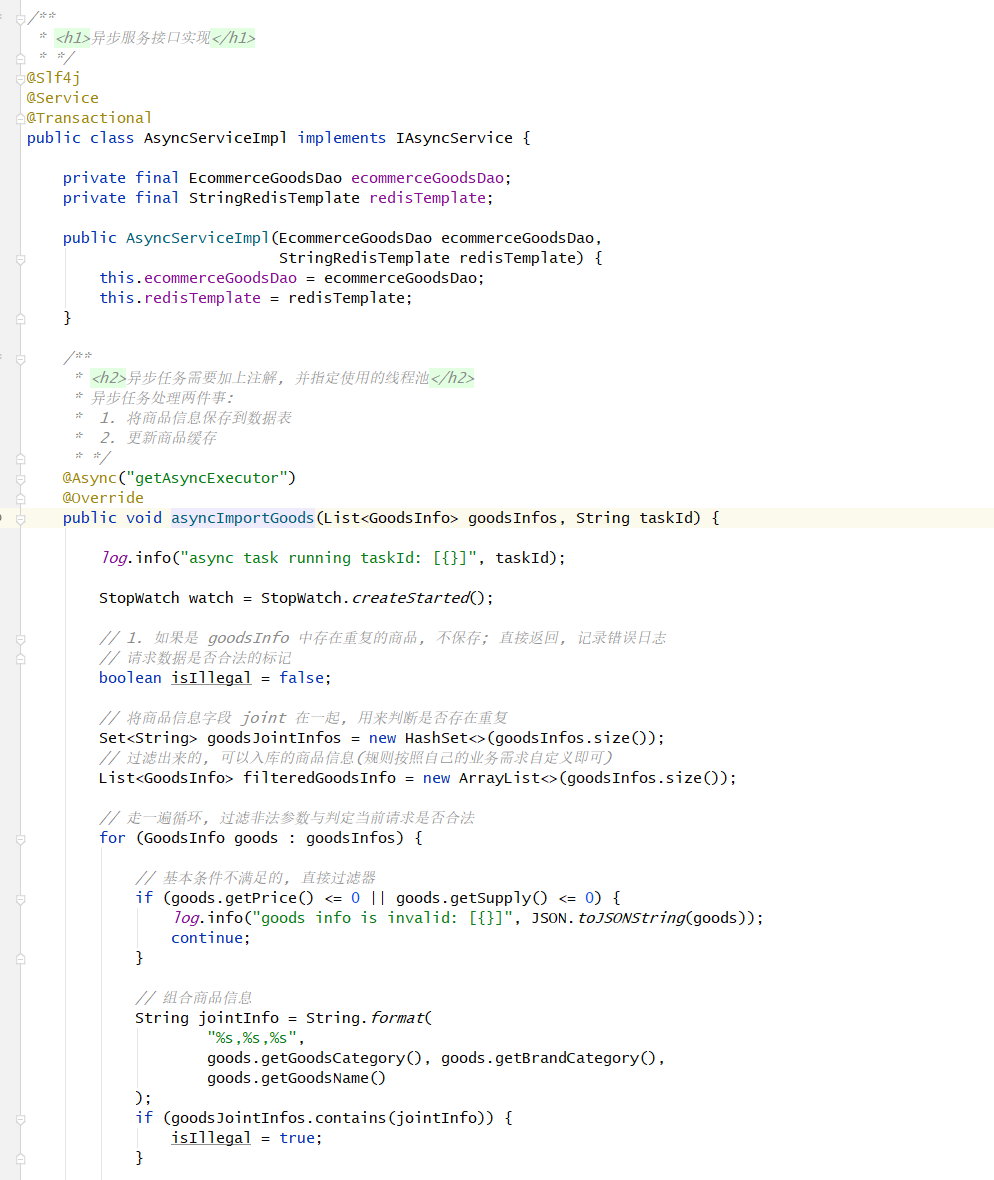 /**
 * <h1>异步服务接口实现</h1>
 * */
@Slf4j
@Service
@Transactional
public class AsyncServiceImpl implements IAsyncService {
    private final EcommerceGoodsDao ecommerceGoodsDao;
    private final StringRedisTemplate redisTemplate;
    public AsyncServiceImpl(EcommerceGoodsDao ecommerceGoodsDao,
                            StringRedisTemplate redisTemplate) {
        this.ecommerceGoodsDao = ecommerceGoodsDao;
        this.redisTemplate = redisTemplate;
    }
    /**
     * <h2>异步任务需要加上注解, 并指定使用的线程池</h2>
     * 异步任务处理两件事:
     *  1. 将商品信息保存到数据表
     *  2. 更新商品缓存
     * */
    @Async("getAsyncExecutor")
    @Override
    public void asyncImportGoods(List<GoodsInfo> goodsInfos, String taskId) {
        log.info("async task running taskId: [{}]", taskId);
        StopWatch watch = StopWatch.createStarted();
        // 1. 如果是 goodsInfo 中存在重复的商品, 不保存; 直接返回, 记录错误日志
        // 请求数据是否合法的标记
        boolean isIllegal = false;
        // 将商品信息字段 joint 在一起, 用来判断是否存在重复
        Set<String> goodsJointInfos = new HashSet<>(goodsInfos.size());
        // 过滤出来的, 可以入库的商品信息(规则按照自己的业务需求自定义即可)
        List<GoodsInfo> filteredGoodsInfo = new ArrayList<>(goodsInfos.size());
        // 走一遍循环, 过滤非法参数与判定当前请求是否合法
        for (GoodsInfo goods : goodsInfos) {
            // 基本条件不满足的, 直接过滤器
            if (goods.getPrice() <= 0 || goods.getSupply() <= 0) {
                log.info("goods info is invalid: [{}]", JSON.toJSONString(goods));
                continue;
            }
            // 组合商品信息
            String jointInfo = String.format(
                    "%s,%s,%s",
                    goods.getGoodsCategory(), goods.getBrandCategory(),
                    goods.getGoodsName()
            );
            if (goodsJointInfos.contains(jointInfo)) {
                isIllegal = true;
            }